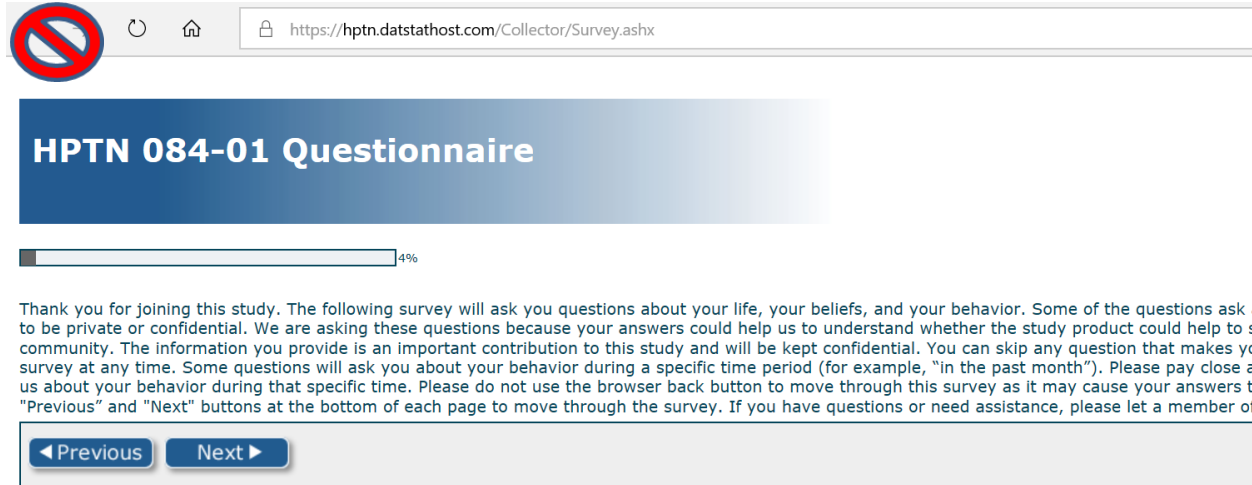 https://hptn.datstathost.com/Collector/Survey.ashx
HPTN 084-01 Questionnaire
4%
Thank you for joining this study. The following survey will ask you questions about your life, your beliefs, and your behavior. Some of the questions ask
to be private or confidential. We are asking these questions because your answers could help us to understand whether the study product could help to
community. The information you provide is an important contribution to this study and will be kept confidential. You can skip any question that makes
survey at any time. Some questions will ask you about your behavior during a specific time period (for example, “in the past month”). Please pay close
us about your behavior during that specific time. Please do not use the browser back button to move through this survey as it may cause your answers
"Previous” and "Next" buttons at the bottom of each page to move through the survey. If you have questions or need assistance, please let a member of
Previous Next